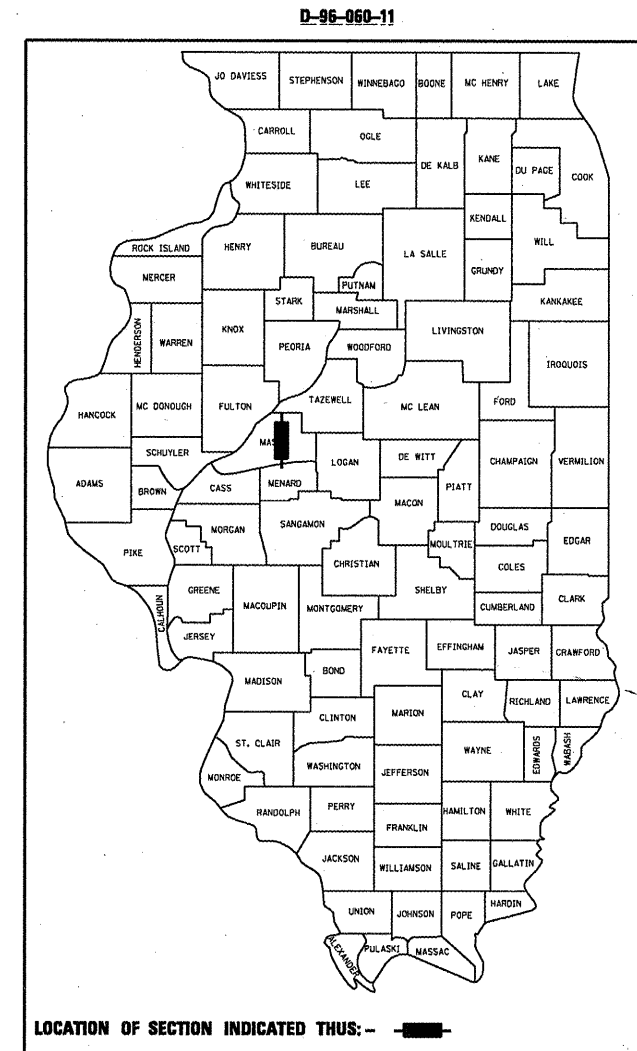 D-96-060-11
JO DAVIESS
STEPHENSON
WINNEBAGO
BOONE
MC HENRY
LAKE
CARROLL
OGLE
DE KALB
KANE
DU PAGE
COOK
WHITESIDE
LEE
KENDALL
WILL
ROCK ISLAND
HENRY
BUREAU
LA SALLE
GRUNDY
MERCER
PUTNAM
KANKAKEE
STARK
MARSHALL
HENDERSON
WARREN
KNOX
PEORIA
WOODFORD
LIVINGSTON
IROQUOIS
HANCOCK
MC DONOUGH
FULTON
TAZEWELL
MC LEAN
FORD
MAS
SCHUYLER
LOGAN
DE WITT
CHAMPAIGN
VERMILION
ADAMS
BROWN
CASS
MENARD
PIATT
MACON
MORGAN
SANGAMON
DOUGLAS
EDGAR
PIKE
SCOTT
CHRISTIAN
MOULTRIE
COLES
CALHOUN
GREENE
MACOUPIN
MONTGOMERY
SHELBY
CUMBERLAND
CLARK
JERSEY
FAYETTE
EFFINGHAM
JASPER
CRAWFORD
MADISON
BOND
CLAY
RICHLAND
LAWRENCE
CLINTON
MARION
ST. CLAIR
WAYNE
EDWARDS
WABASH
MONROE
WASHINGTON
JEFFERSON
RANDOLPH
PERRY
HAMILTON
WHITE
FRANKLIN
JACKSON
WILLIAMSON
SALINE
GALLATIN
UNION
JOHNSON
POPE
HARDIN
ALEXANDER
PULASKI
MASSAC
LOCATION OF SECTION INDICATED THUS: -